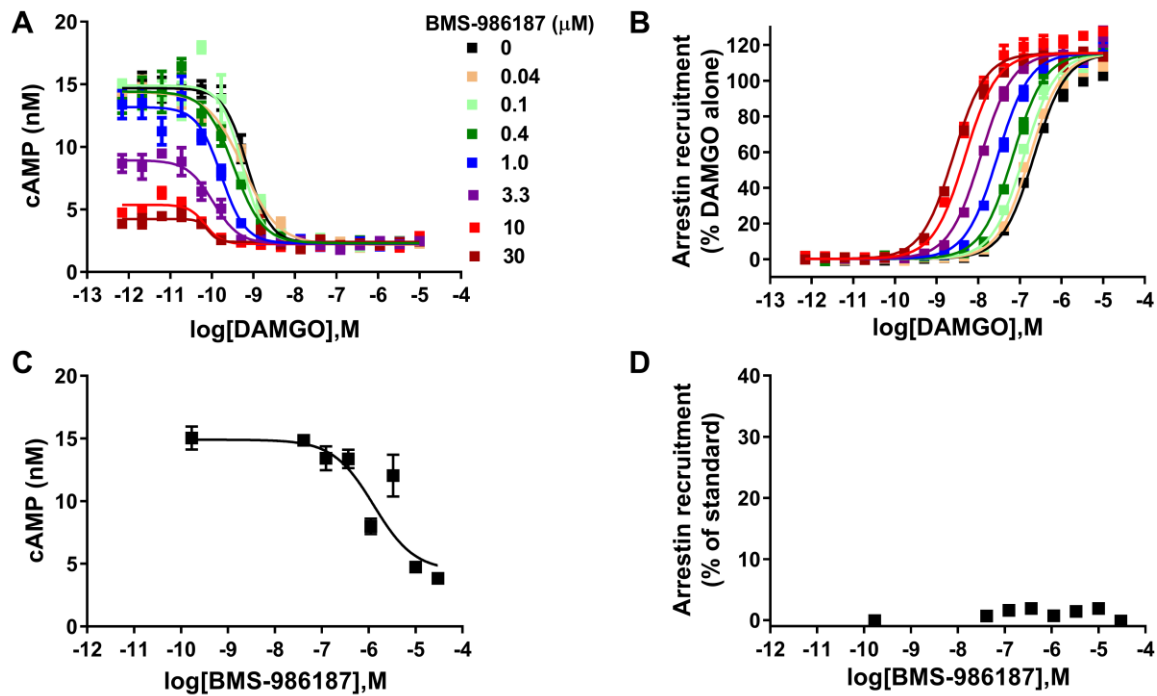 A
cAMP (nM)
20
15
10
5
0
-13 -12 -11 -10 -9 -8 -7 -6 -5 -4
log[DAMGO],M
BMS-986187 (μM)
0
0.04
0.1
0.4
1.0
3.3
10
30
B
Arrestin recruitment
(% DAMGO alone)
120
100
80
60
40
20
0
-13 -12 -11 -10 -9 -8 -7 -6 -5 -4
log[DAMGO],M
C
cAMP (nM)
20
15
10
5
0
-12 -11 -10 -9 -8 -7 -6 -5 -4
log[BMS-986187],M
D
Arrestin recruitment
(% of standard)
40
30
20
10
0
-12 -11 -10 -9 -8 -7 -6 -5 -4
log[BMS-986187],M